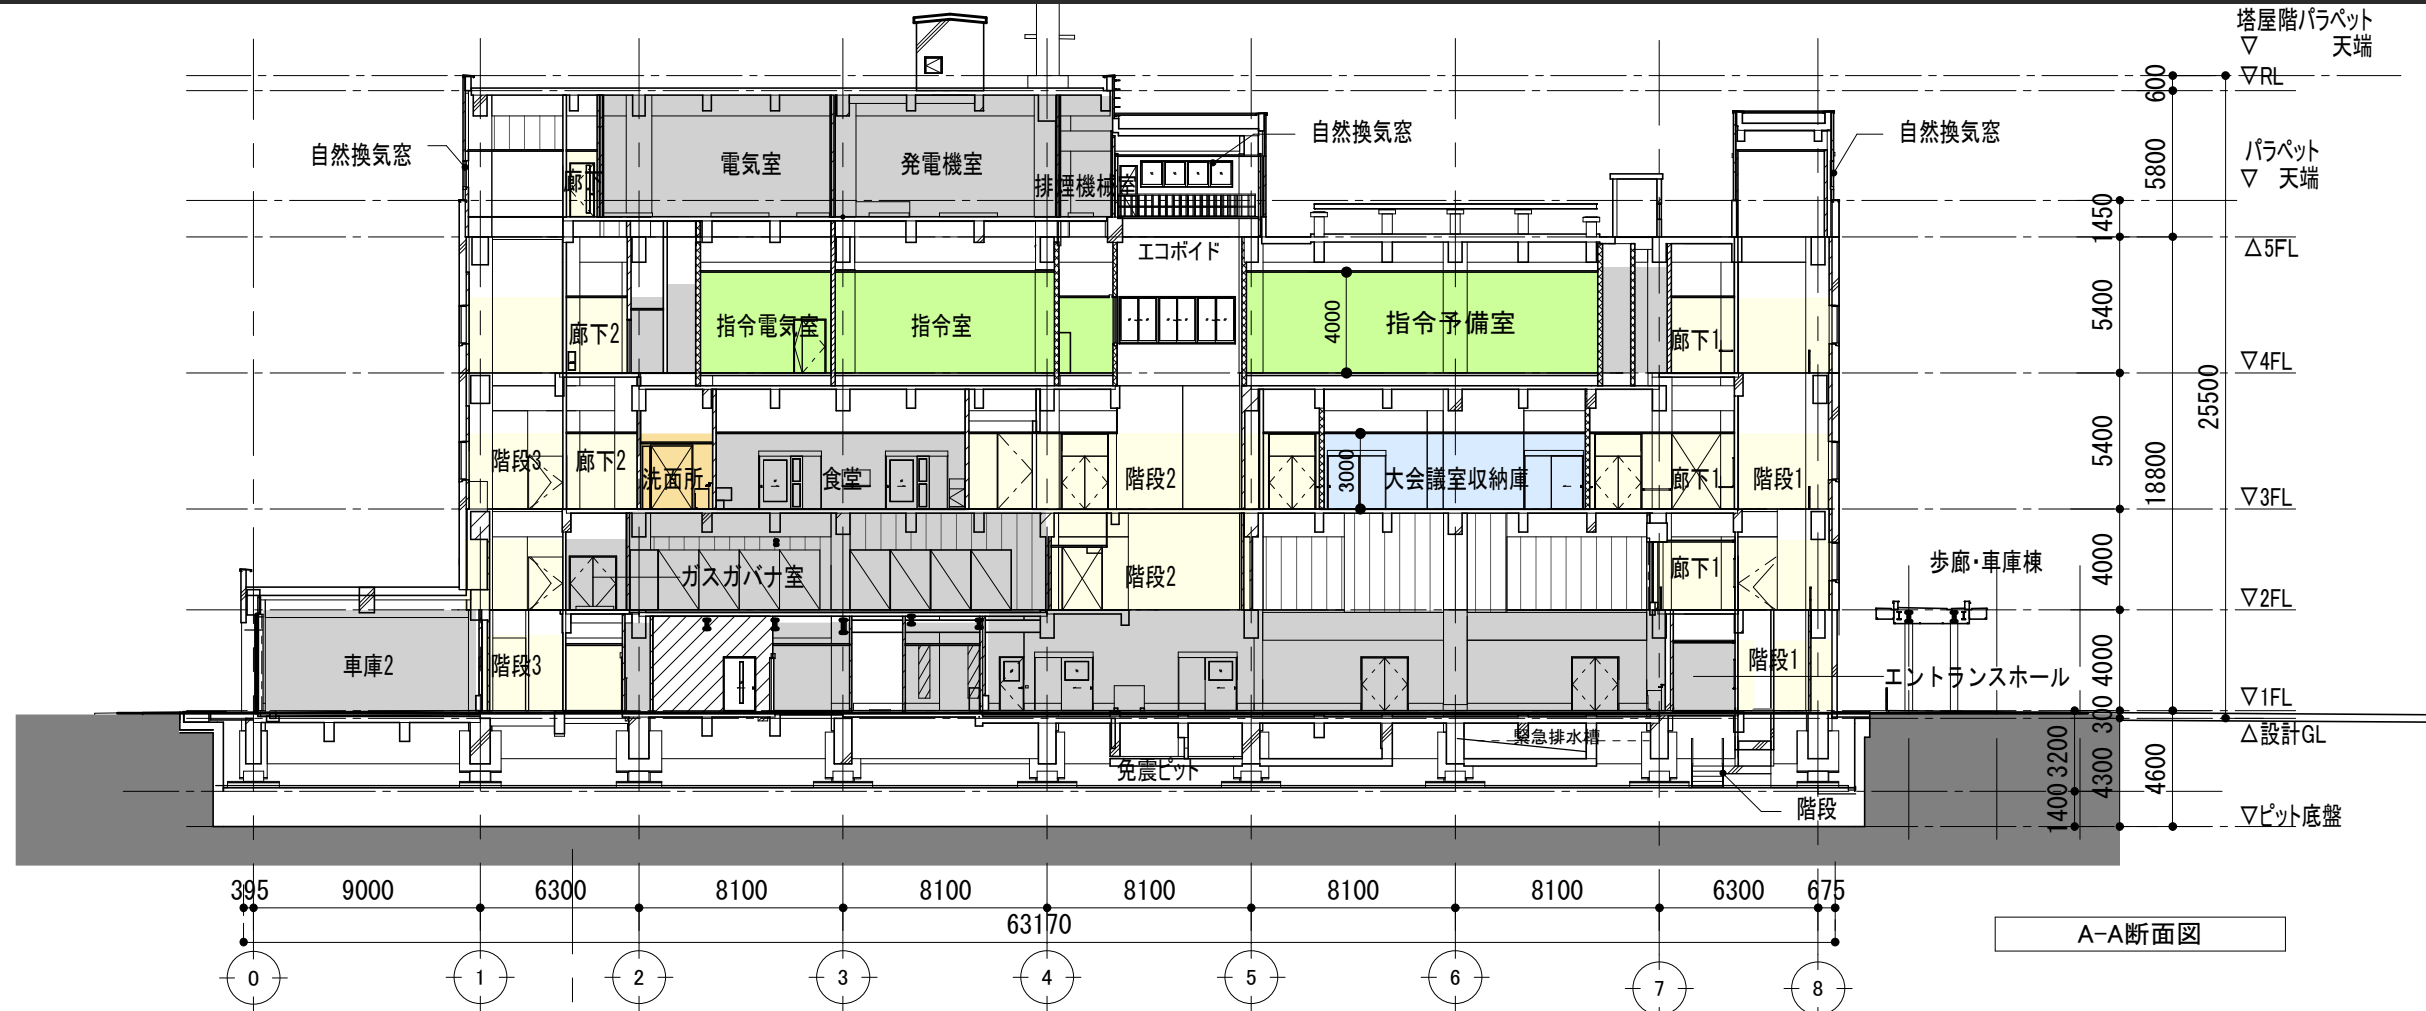 塔屋階パラペット
▽ 天端
▽RL
600
自然換気窓
自然換気窓
自然換気窓
パラペット
▽ 天端
5800
電気室
発電機室
廊下
排煙機械室
1450
エコボイド
△5FL
5400
4000
指令電気室
指令室
指令予備室
廊下2
廊下1
▽4FL
25500
5400
18800
階段3
廊下2
洗面所
食堂
階段2
3000
大会議室収納庫
廊下1
階段1
▽3FL
4000
歩廊・車庫棟
ガスガバナ室
階段2
廊下1
▽2FL
4000
車庫2
階段3
階段1
エントランスホール
▽1FL
300
△設計GL
緊急排水槽
免震ピット
3200
4300
4600
1400
階段
▽ピット底盤
395 9000 6300 8100 8100 8100 8100 8100 6300 675
63170
A-A断面図
0 1 2 3 4 5 6 7 8